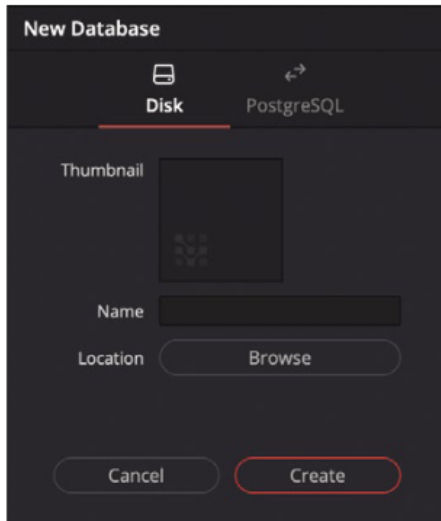 New Database
Disk
PostgreSQL
Thumbnail
Name
Location
Browse
Cancel
Create